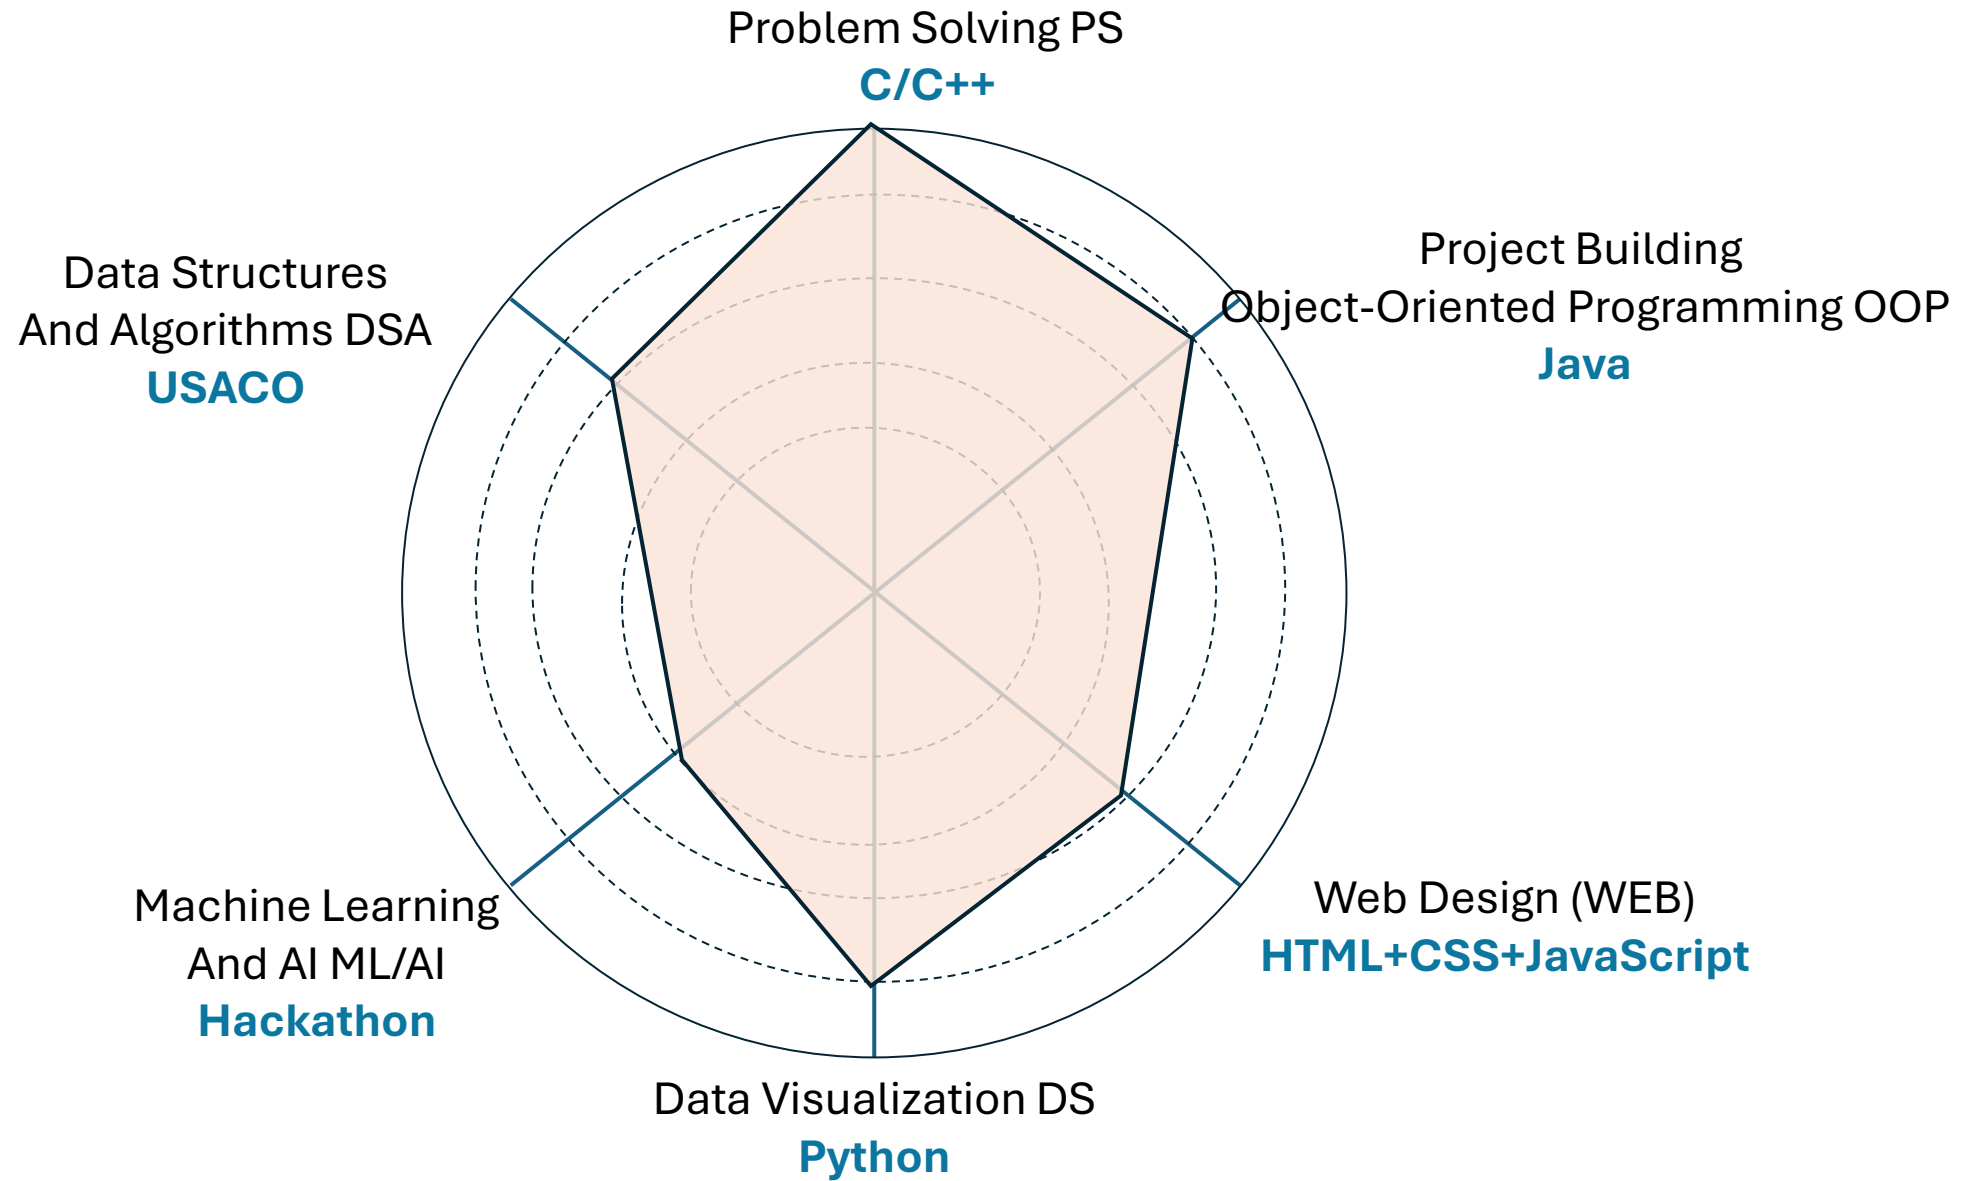 Problem Solving PS
C/C++
Project Building
Object-Oriented Programming OOP
Java
Data Structures
And Algorithms DSA
USACO
Web Design (WEB)
HTML+CSS+JavaScript
Machine Learning
And AI ML/AI
Hackathon
Data Visualization DS
Python